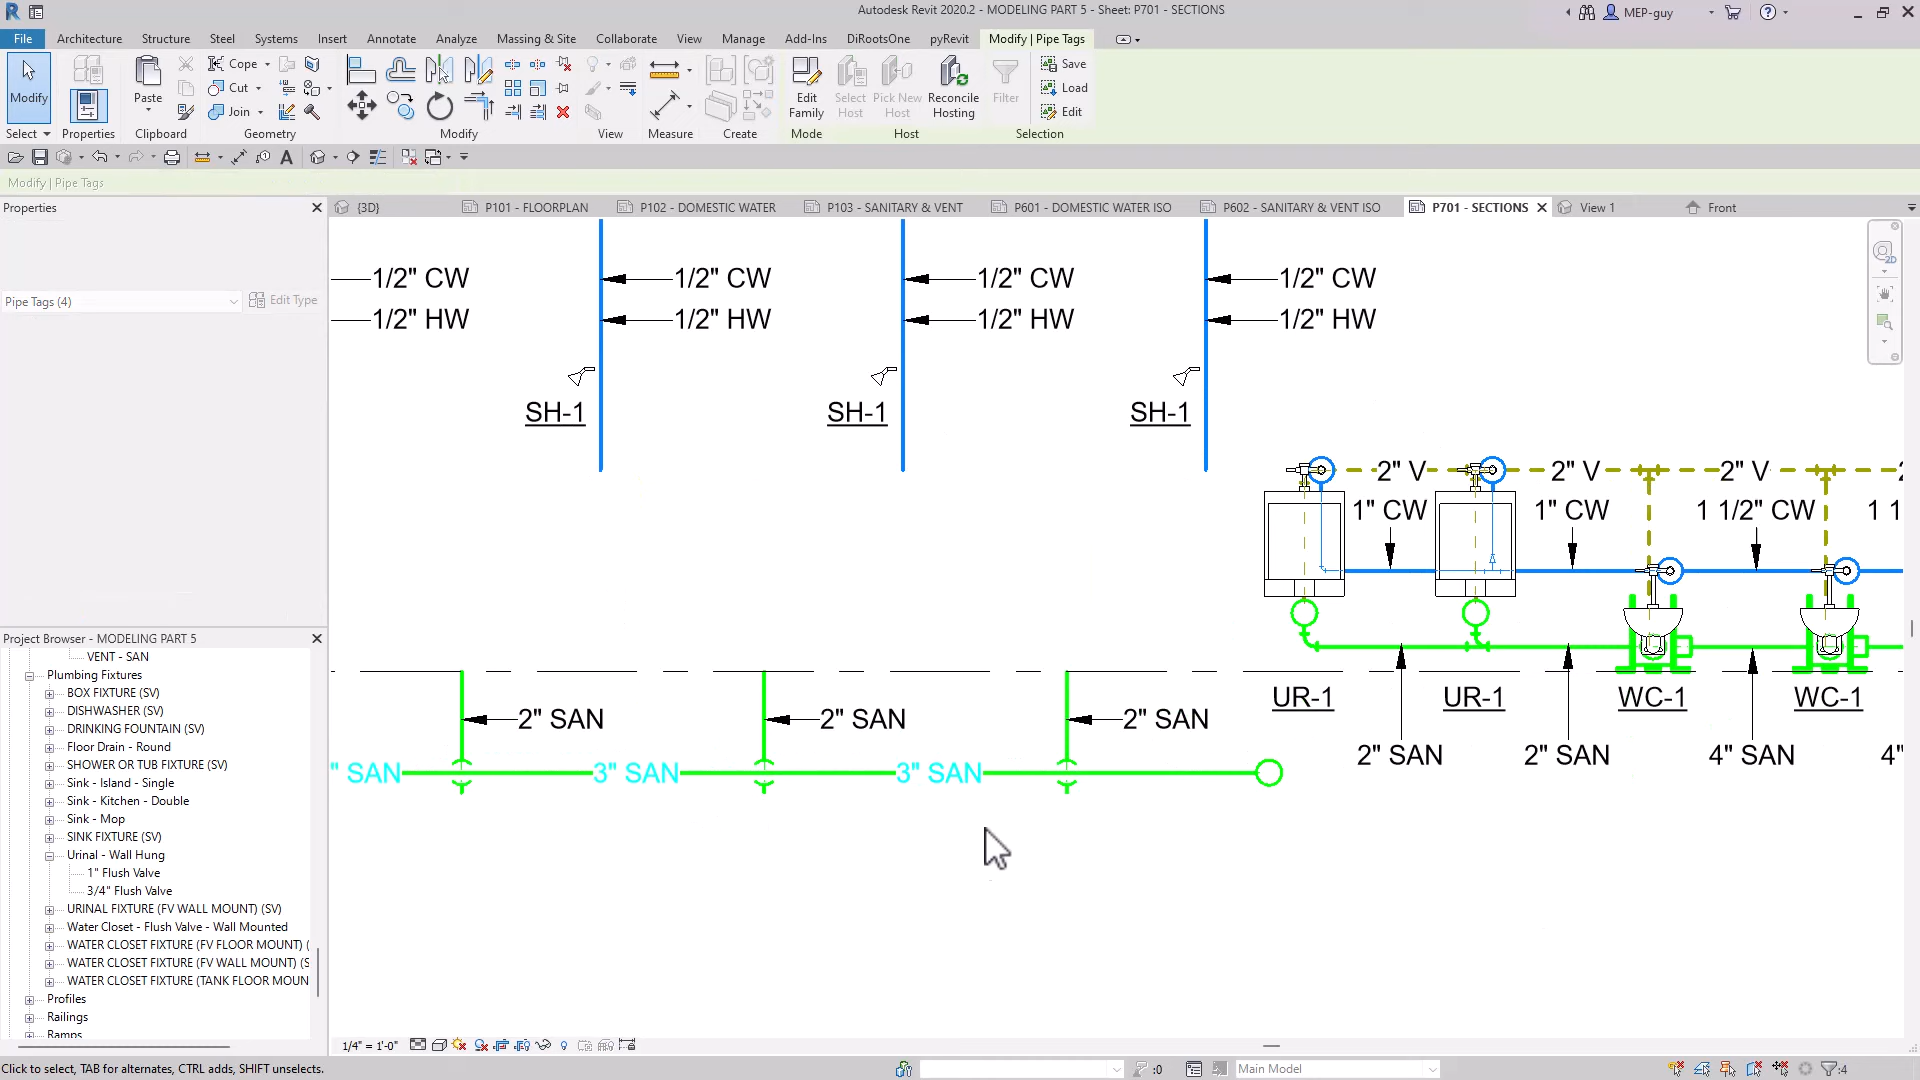 Autodesk Revit 2020.2 - MODELING PART 5 - Sheet: P701 - SECTIONS
MEP-guy
File Architecture Structure Steel Systems Insert Annotate Analyze Massing & Site Collaborate View Manage Add-Ins DiRootsOne pyRevit Modify | Pipe Tags
Modify
Paste
Cope
Cut
Join
Edit Family
Select Host
Pick New Host
Reconcile Hosting
Filter
Save
Load
Edit
Select Properties Clipboard Geometry Modify View Measure Create Mode Host Selection
Modify | Pipe Tags
Properties
{3D} P101 - FLOORPLAN P102 - DOMESTIC WATER P103 - SANITARY & VENT P601 - DOMESTIC WATER ISO P602 - SANITARY & VENT ISO P701 - SECTIONS View 1 Front
Pipe Tags (4)
Edit Type
1/2" CW 1/2" CW 1/2" CW 1/2" CW
1/2" HW 1/2" HW 1/2" HW 1/2" HW
SH-1 SH-1 SH-1
2" V 2" V 2" V
1" CW 1" CW 1 1/2" CW 1 1
UR-1 UR-1 WC-1 WC-1
2" SAN 2" SAN 2" SAN
2" SAN 2" SAN 4" SAN 4"
" SAN 3" SAN 3" SAN
Project Browser - MODELING PART 5
VENT - SAN
Plumbing Fixtures
BOX FIXTURE (SV)
DISHWASHER (SV)
DRINKING FOUNTAIN (SV)
Floor Drain - Round
SHOWER OR TUB FIXTURE (SV)
Sink - Island - Single
Sink - Kitchen - Double
Sink - Mop
SINK FIXTURE (SV)
Urinal - Wall Hung
1" Flush Valve
3/4" Flush Valve
URINAL FIXTURE (FV WALL MOUNT) (SV)
Water Closet - Flush Valve - Wall Mounted
WATER CLOSET FIXTURE (FV FLOOR MOUNT) (
WATER CLOSET FIXTURE (FV WALL MOUNT) (S
WATER CLOSET FIXTURE (TANK FLOOR MOUN
Profiles
Railings
Ramps
1/4" = 1'-0"
Click to select, TAB for alternates, CTRL adds, SHIFT unselects.
:0
Main Model
:4